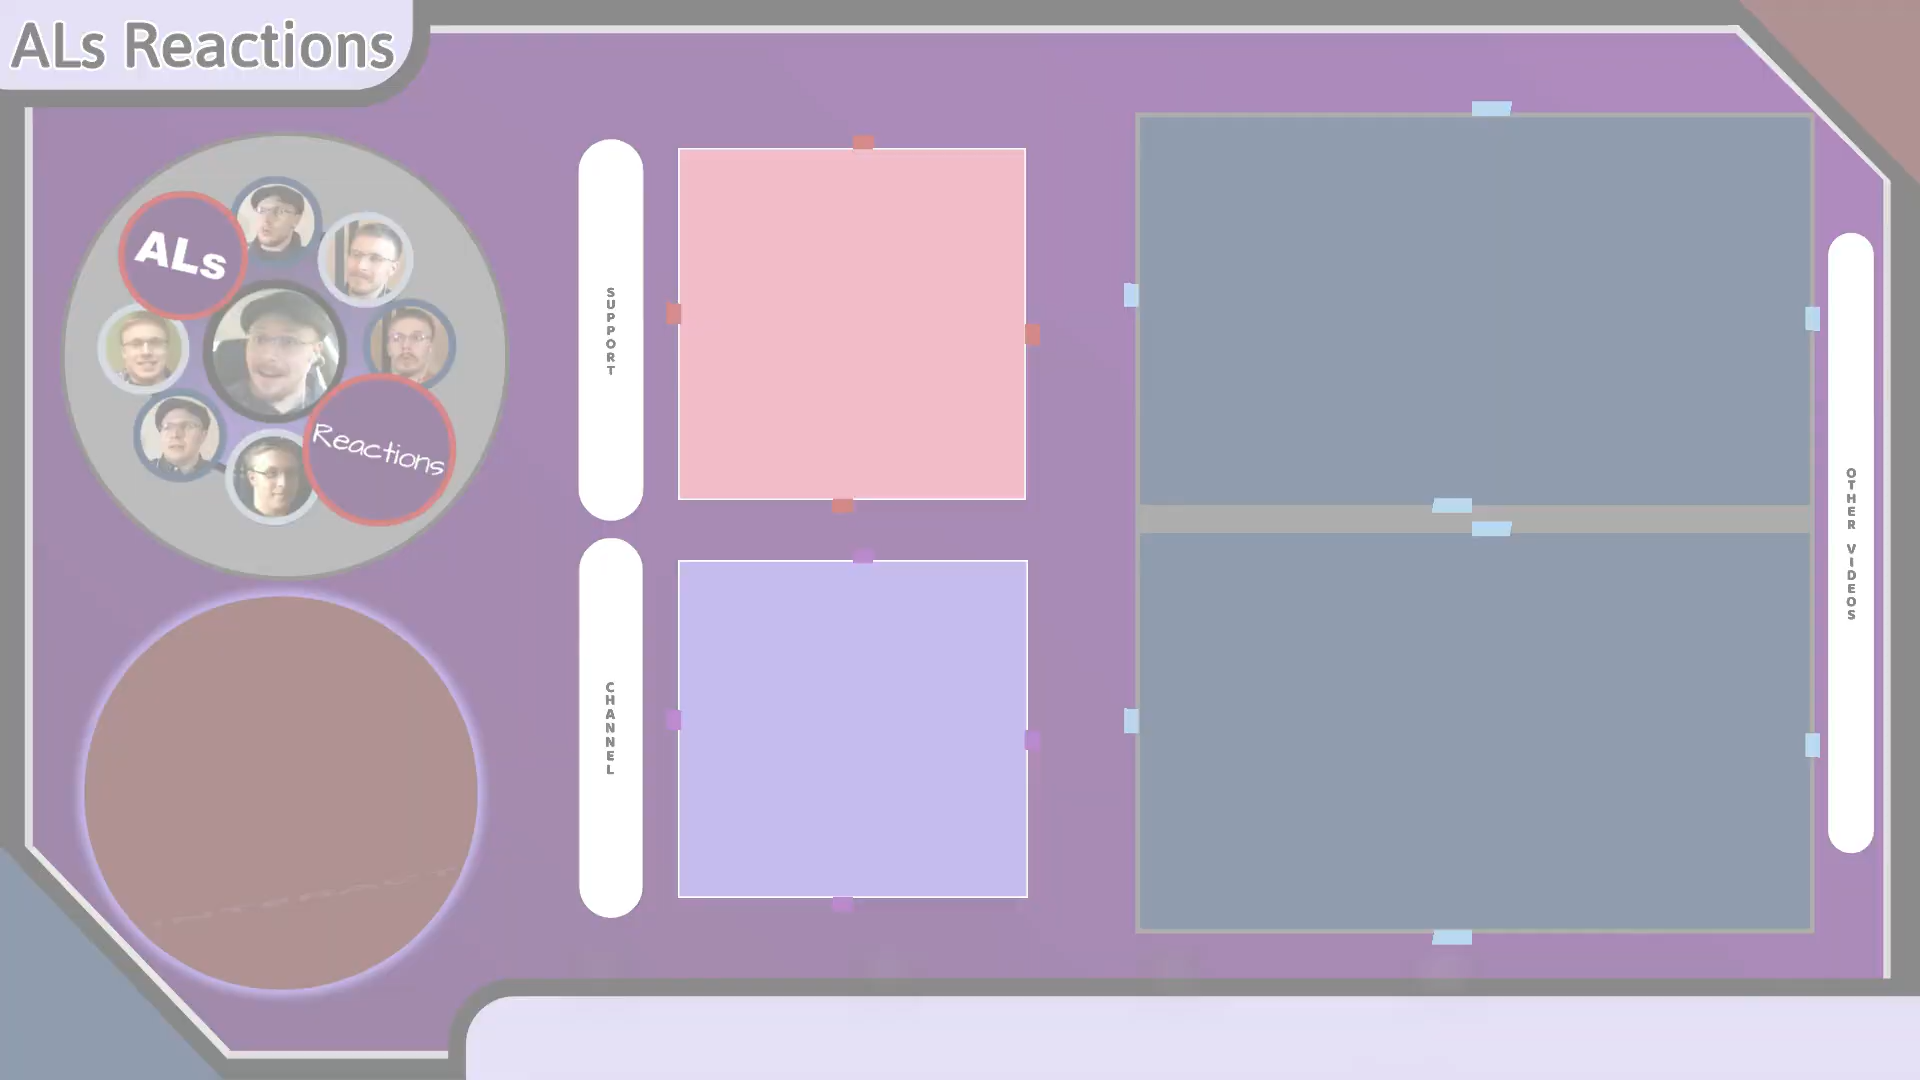 ALs Reactions
ALs
Reactions
SUPPORT
CHANNEL
OTHER VIDEOS